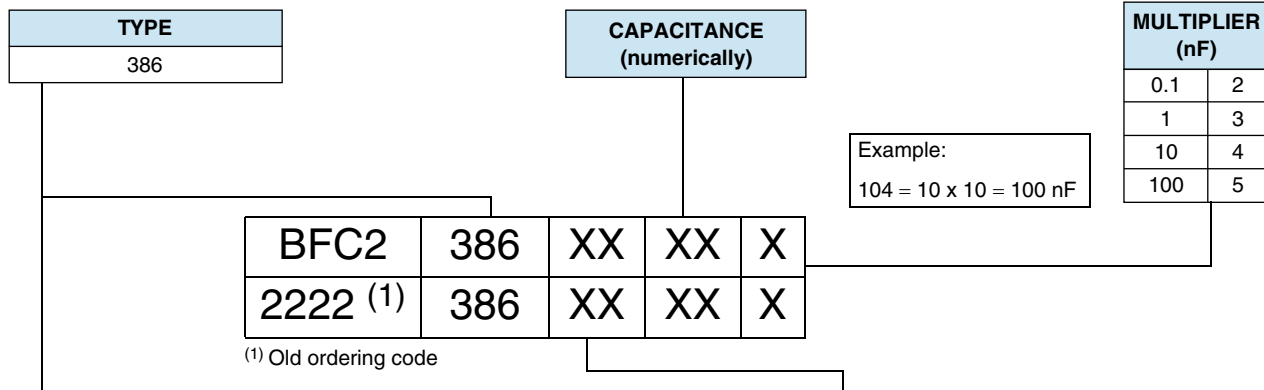 TYPE
386
CAPACITANCE
(numerically)
MULTIPLIER
(nF)
0.1 2
1 3
10 4
100 5
Example:
104 = 10 x 10 = 100 nF
BFC2 386 XX XX X
2222 (1) 386 XX XX X
(1) Old ordering code